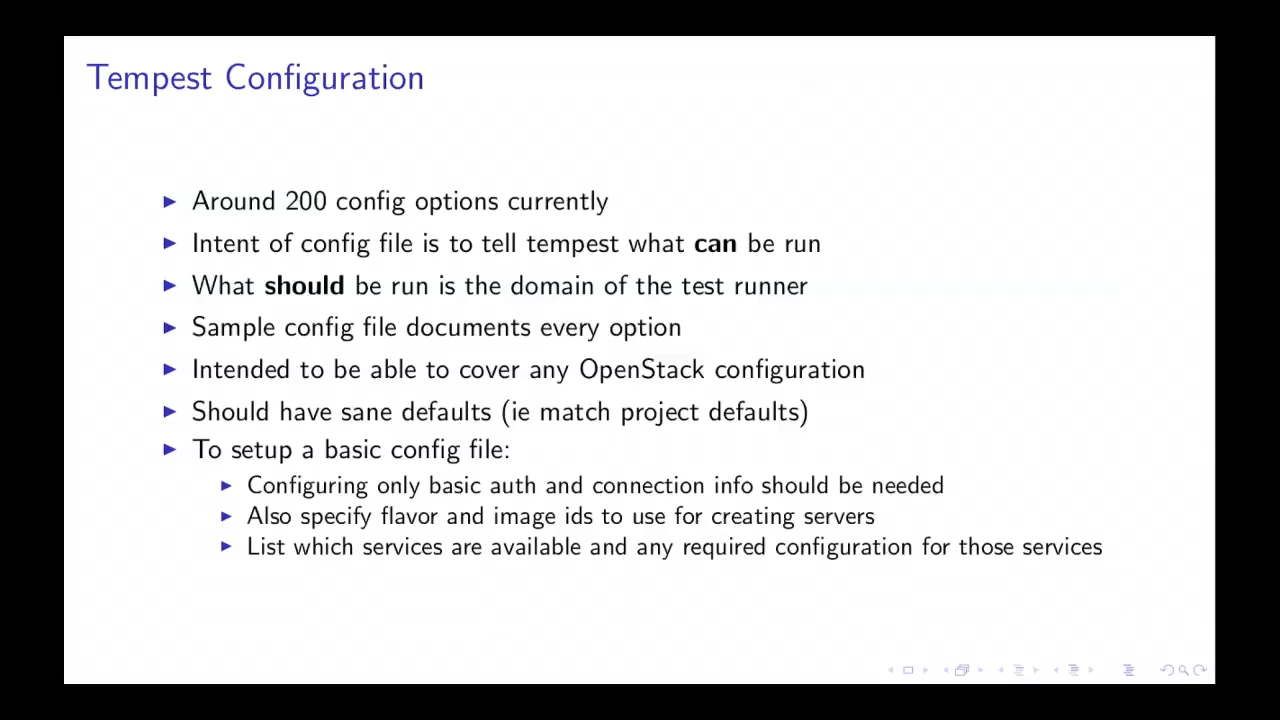 Tempest Configuration
Around 200 config options currently
Intent of config file is to tell tempest what can be run
What should be run is the domain of the test runner
Sample config file documents every option
Intended to be able to cover any OpenStack configuration
Should have sane defaults (ie match project defaults)
To setup a basic config file:
Configuring only basic auth and connection info should be needed
Also specify flavor and image ids to use for creating servers
List which services are available and any required configuration for those services